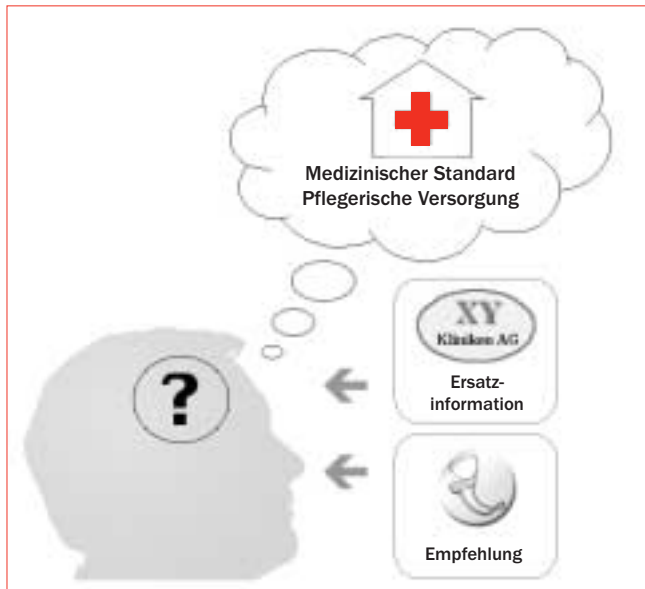 Medizinischer Standard
Pflegerische Versorgung
XY
Kliniken AG
Ersatz-
information
?
Empfehlung